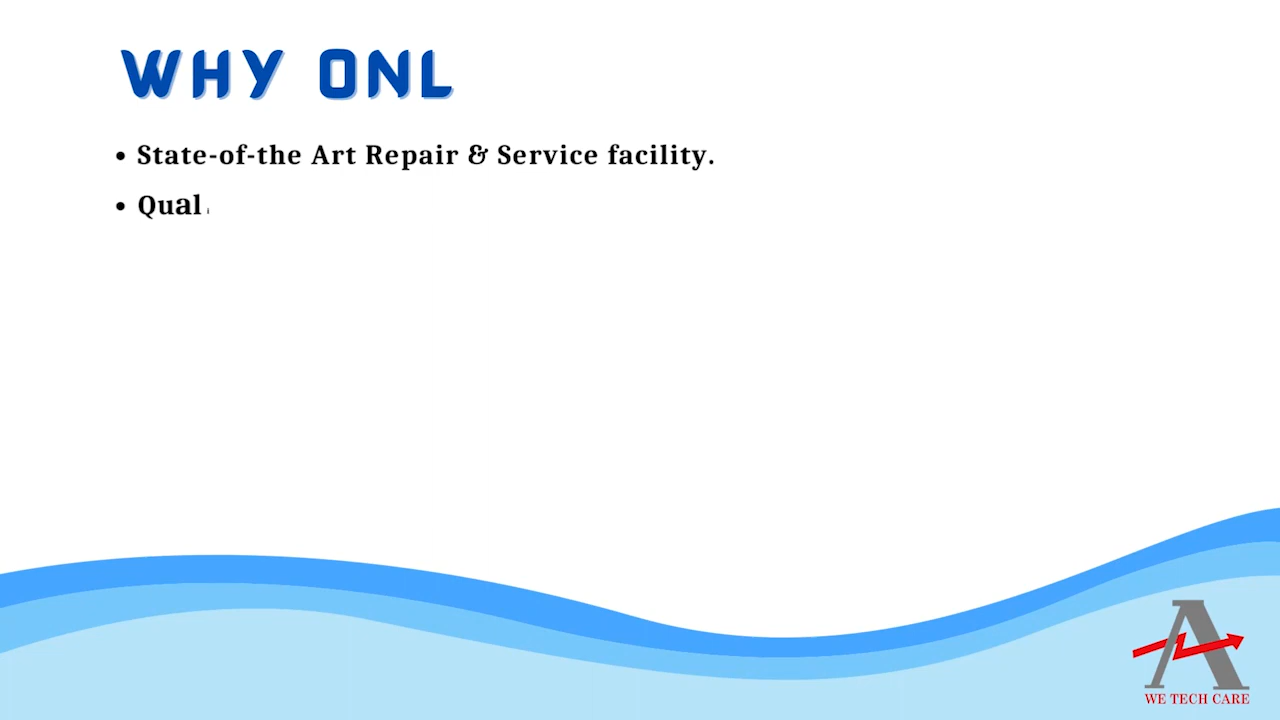 WHY ONL
• State-of-the Art Repair & Service facility.
• Qual
WE TECH CARE